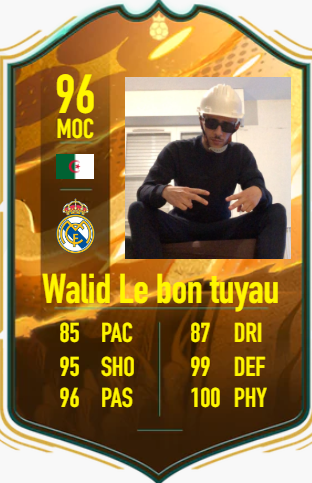 96
MOC
Walid Le bon tuyau
85 PAC 87 DRI
95 SHO 99 DEF
96 PAS 100 PHY